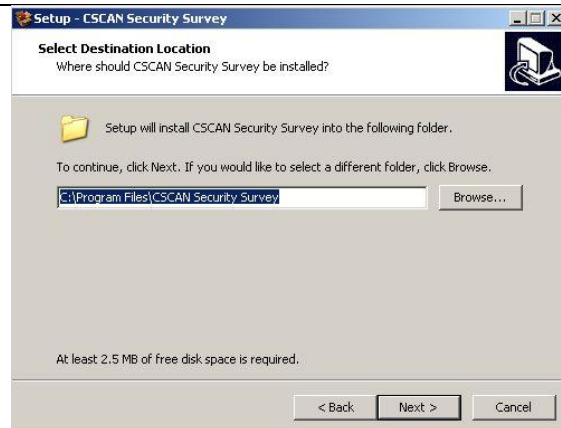 Setup - CSCAN Security Survey
Select Destination Location
Where should CSCAN Security Survey be installed?
Setup will install CSCAN Security Survey into the following folder.
To continue, click Next. If you would like to select a different folder, click Browse.
C:\Program Files\CSCAN Security Survey
Browse...
At least 2.5 MB of free disk space is required.
< Back
Next >
Cancel